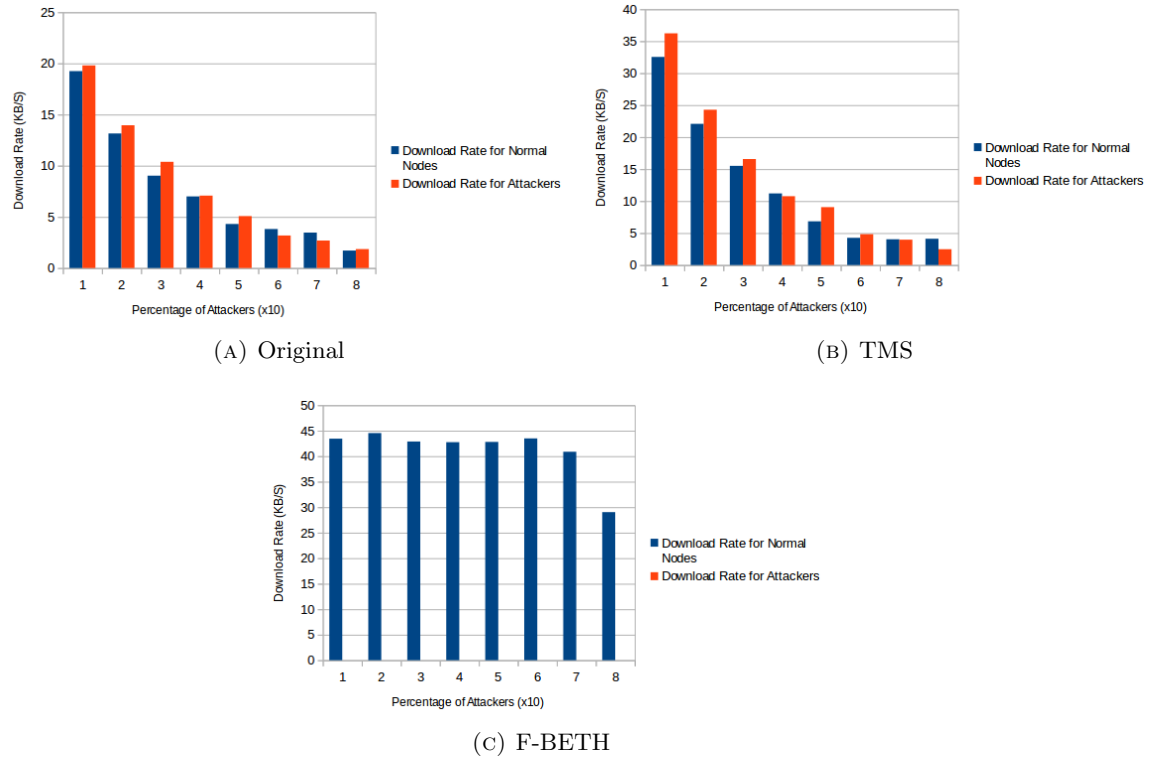 25
20
15
10
5
0
Download Rate (KB/S)
1 2 3 4 5 6 7 8
Percentage of Attackers (x10)
Download Rate for Normal
Nodes
Download Rate for Attackers
(A) Original
40
35
30
25
20
15
10
5
0
Download Rate (KB/S)
1 2 3 4 5 6 7 8
Percentage of Attackers (x10)
Download Rate for Normal
Nodes
Download Rate for Attackers
(B) TMS
50
45
40
35
30
25
20
15
10
5
0
Download Rate (KB/S)
1 2 3 4 5 6 7 8
Percentage of Attackers (x10)
Download Rate for Normal
Nodes
Download Rate for Attackers
(C) F-BETH